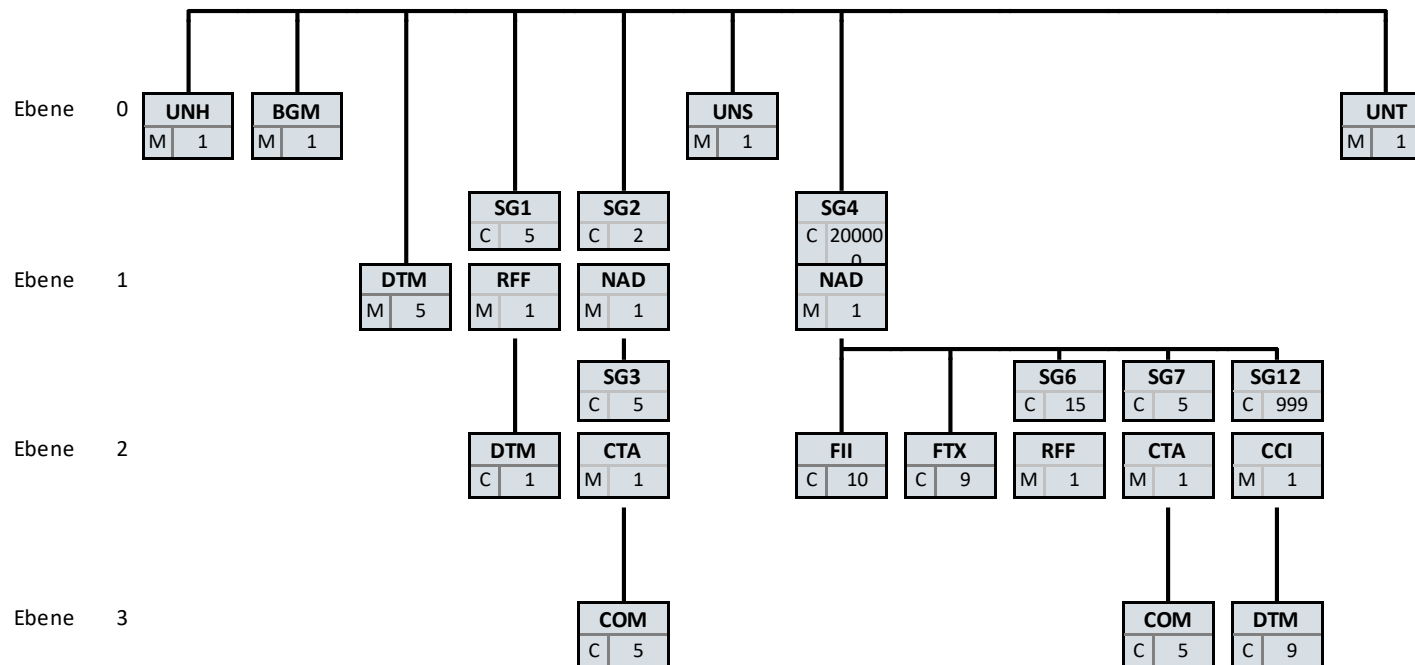 Ebene 0 UNH BGM UNS UNT
M 1 M 1 M 1 M 1
SG1 SG2 SG4
C 5 C 2 C 20000
0
Ebene 1 DTM RFF NAD NAD
M 5 M 1 M 1 M 1
SG3 SG6 SG7 SG12
C 5 C 15 C 5 C 999
Ebene 2 DTM CTA FII FTX RFF CTA CCI
C 1 M 1 C 10 C 9 M 1 M 1 M 1
Ebene 3 COM COM DTM
C 5 C 5 C 9